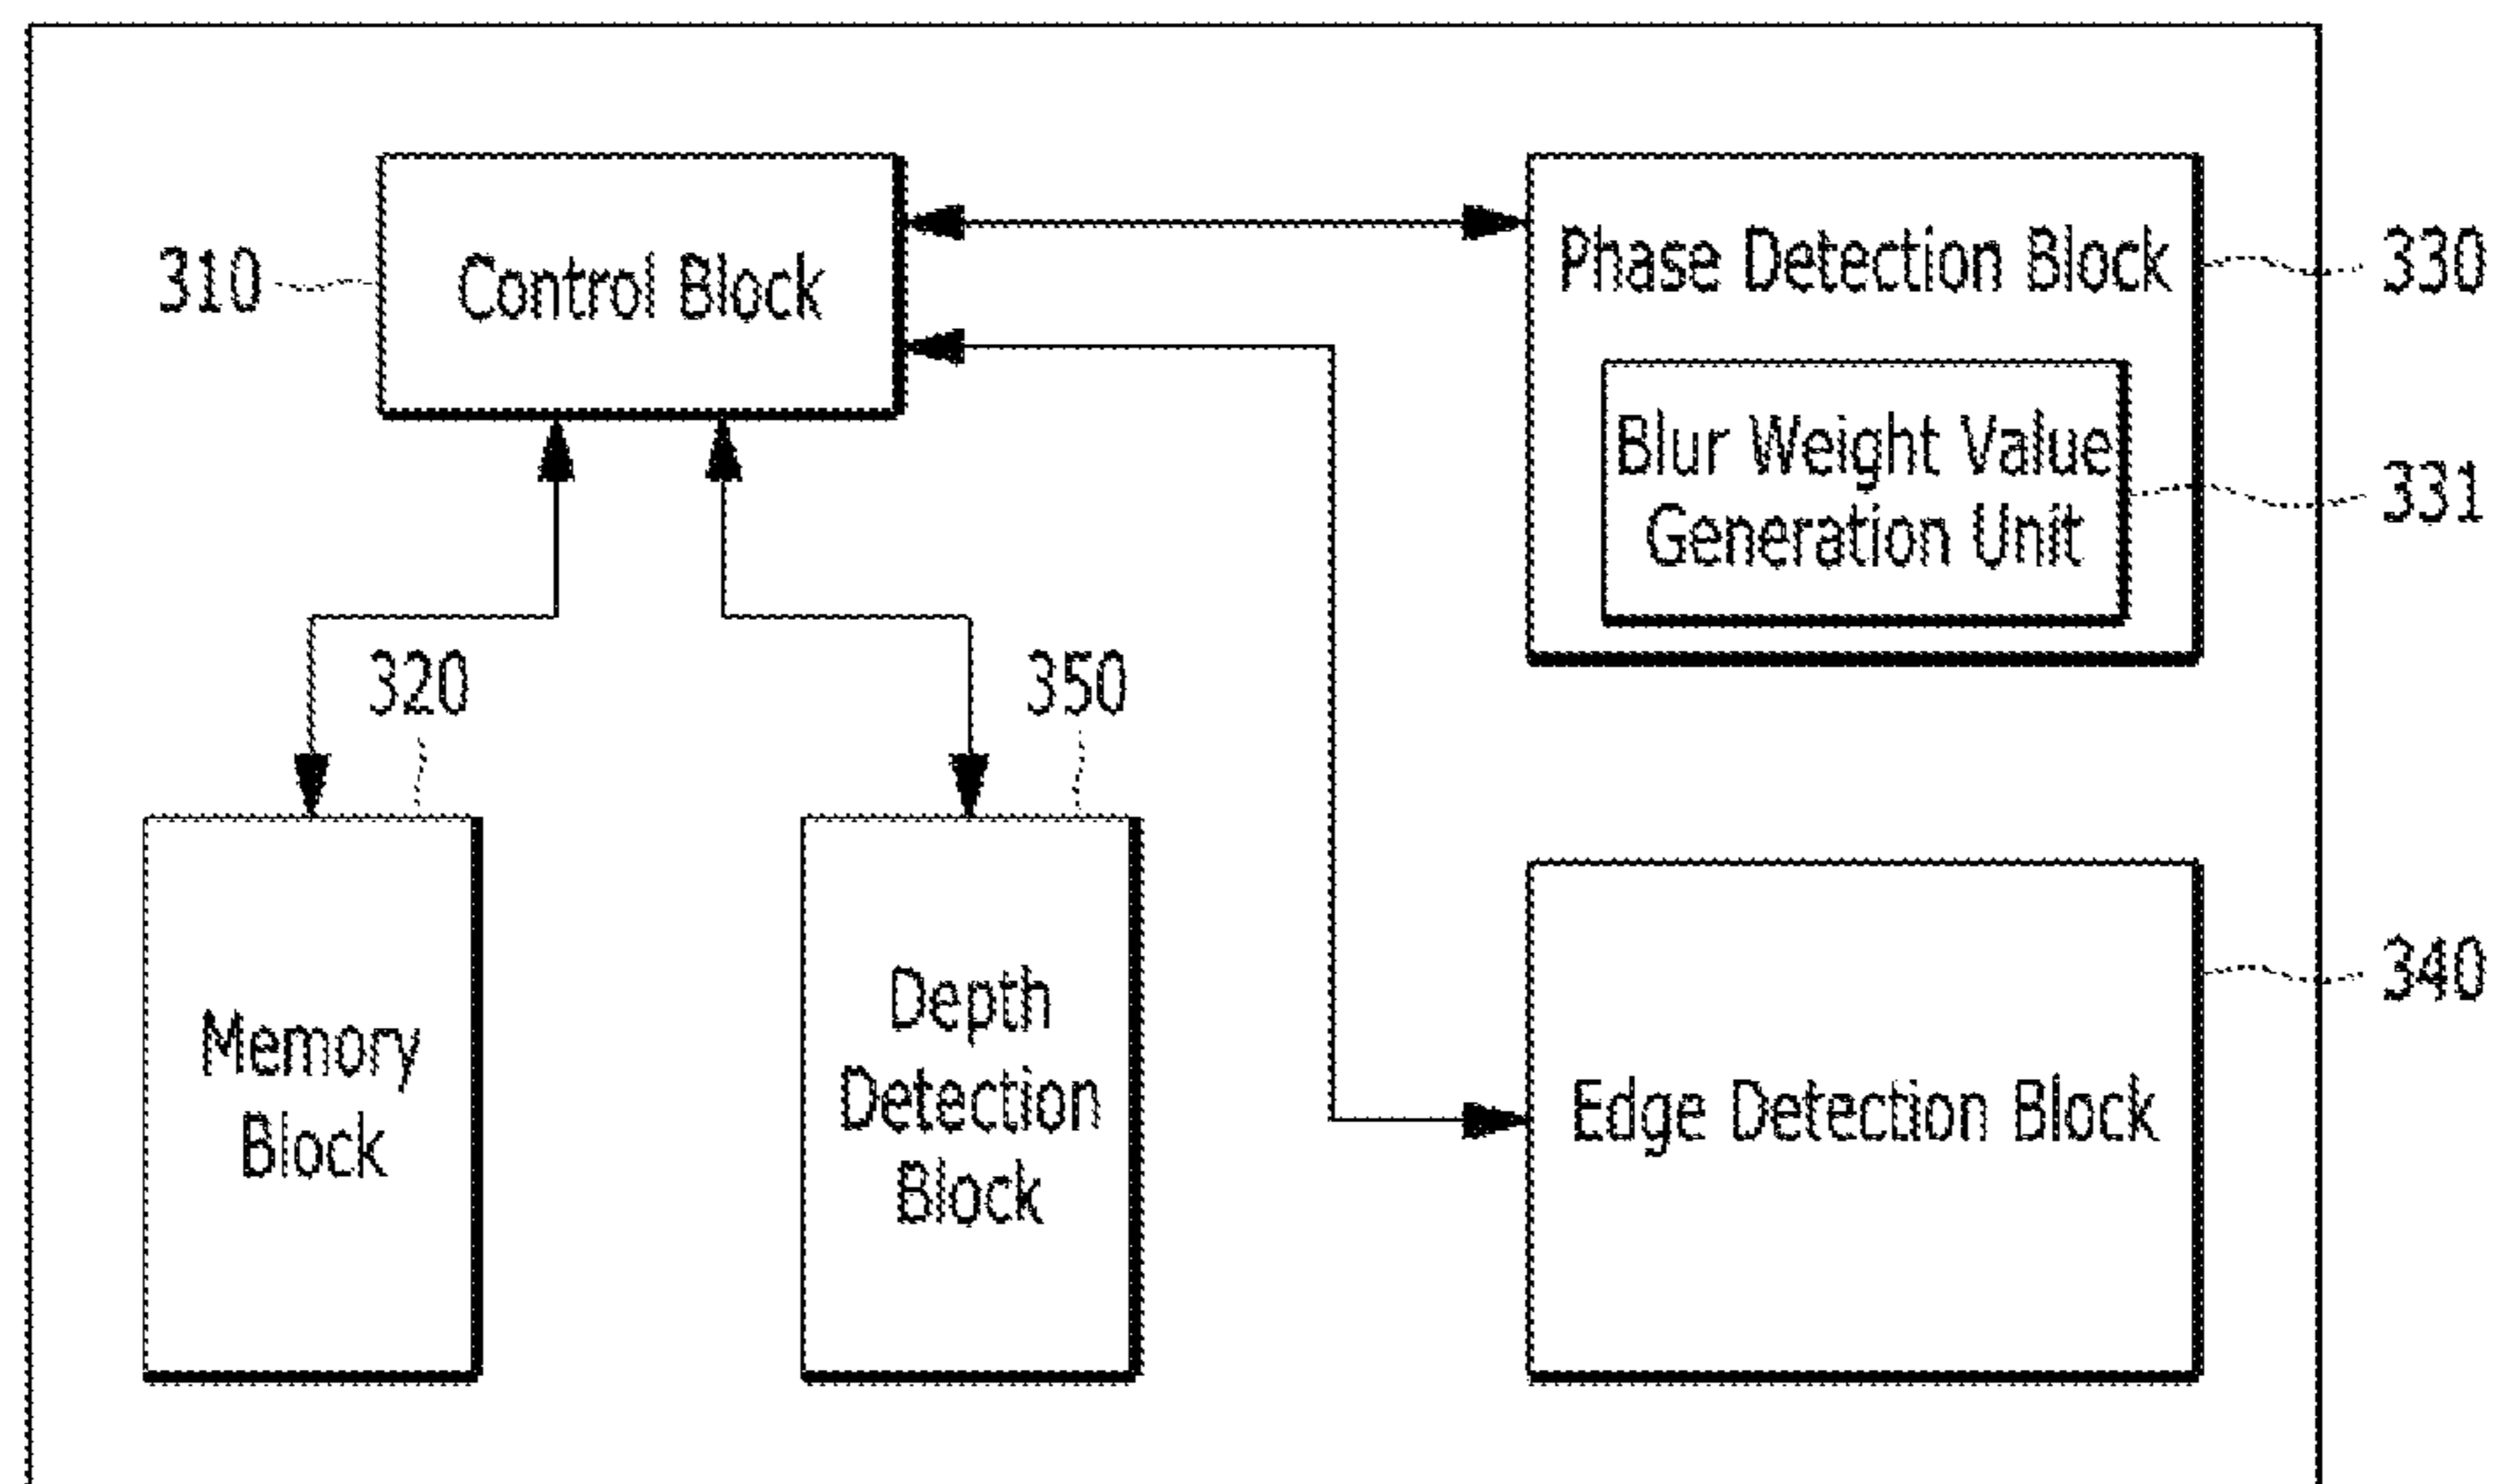 310
Control Block
Phase Detection Block
330
Blur Weight Value
Generation Unit
331
320
350
Memory
Block
Depth
Detection
Block
Edge Detection Block
340